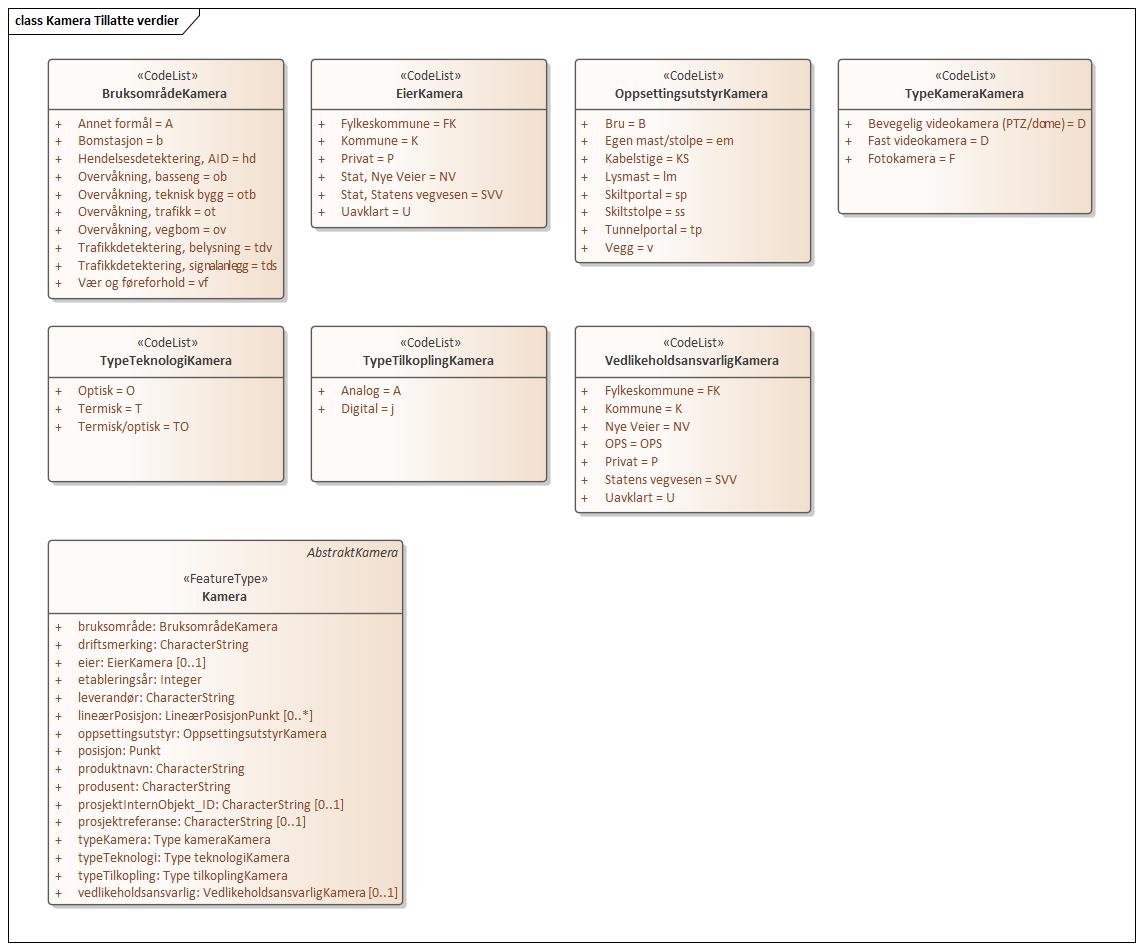 class Kamera Tillatte verdier
«CodeList»
BruksområdeKamera
+ Annet formål = A
+ Bomstasjon = b
+ Hendelsesdetektering, AID = hd
+ Overvåkning, basseng = ob
+ Overvåkning, teknisk bygg = otb
+ Overvåkning, trafikk = ot
+ Overvåkning, vegbom = ov
+ Trafikkdetektering, belysning = tdv
+ Trafikkdetektering, signalanlegg = tds
+ Vær og føreforhold = vf
«CodeList»
EierKamera
+ Fylkeskommune = FK
+ Kommune = K
+ Privat = P
+ Stat, Nye Veier = NV
+ Stat, Statens vegvesen = SVV
+ Uavklart = U
«CodeList»
OppsettingsutstyrKamera
+ Bru = B
+ Egen mast/stolpe = em
+ Kabelstige = KS
+ Lysmast = lm
+ Skiltportal = sp
+ Skiltstolpe = ss
+ Tunnelportal = tp
+ Vegg = v
«CodeList»
TypeKameraKamera
+ Bevegelig videokamera (PTZ/dome) = D
+ Fast videokamera = D
+ Fotokamera = F
«CodeList»
TypeTeknologiKamera
+ Optisk = O
+ Termisk = T
+ Termisk/optisk = TO
«CodeList»
TypeTilkoplingKamera
+ Analog = A
+ Digital = j
«CodeList»
VedlikeholdsansvarligKamera
+ Fylkeskommune = FK
+ Kommune = K
+ Nye Veier = NV
+ OPS = OPS
+ Privat = P
+ Statens vegvesen = SVV
+ Uavklart = U
AbstraktKamera
«FeatureType»
Kamera
+ bruksområde: BruksområdeKamera
+ driftsmerking: CharacterString
+ eier: EierKamera [0..1]
+ etableringsår: Integer
+ leverandør: CharacterString
+ lineærPosisjon: LineærPosisjonPunkt [0..*]
+ oppsettingsutstyr: OppsettingsutstyrKamera
+ posisjon: Punkt
+ produktnavn: CharacterString
+ produsent: CharacterString
+ prosjektInternObjekt_ID: CharacterString [0..1]
+ prosjektreferanse: CharacterString [0..1]
+ typeKamera: Type kameraKamera
+ typeTeknologi: Type teknologiKamera
+ typeTilkopling: Type tilkoplingKamera
+ vedlikeholdsansvarlig: VedlikeholdsansvarligKamera [0..1]